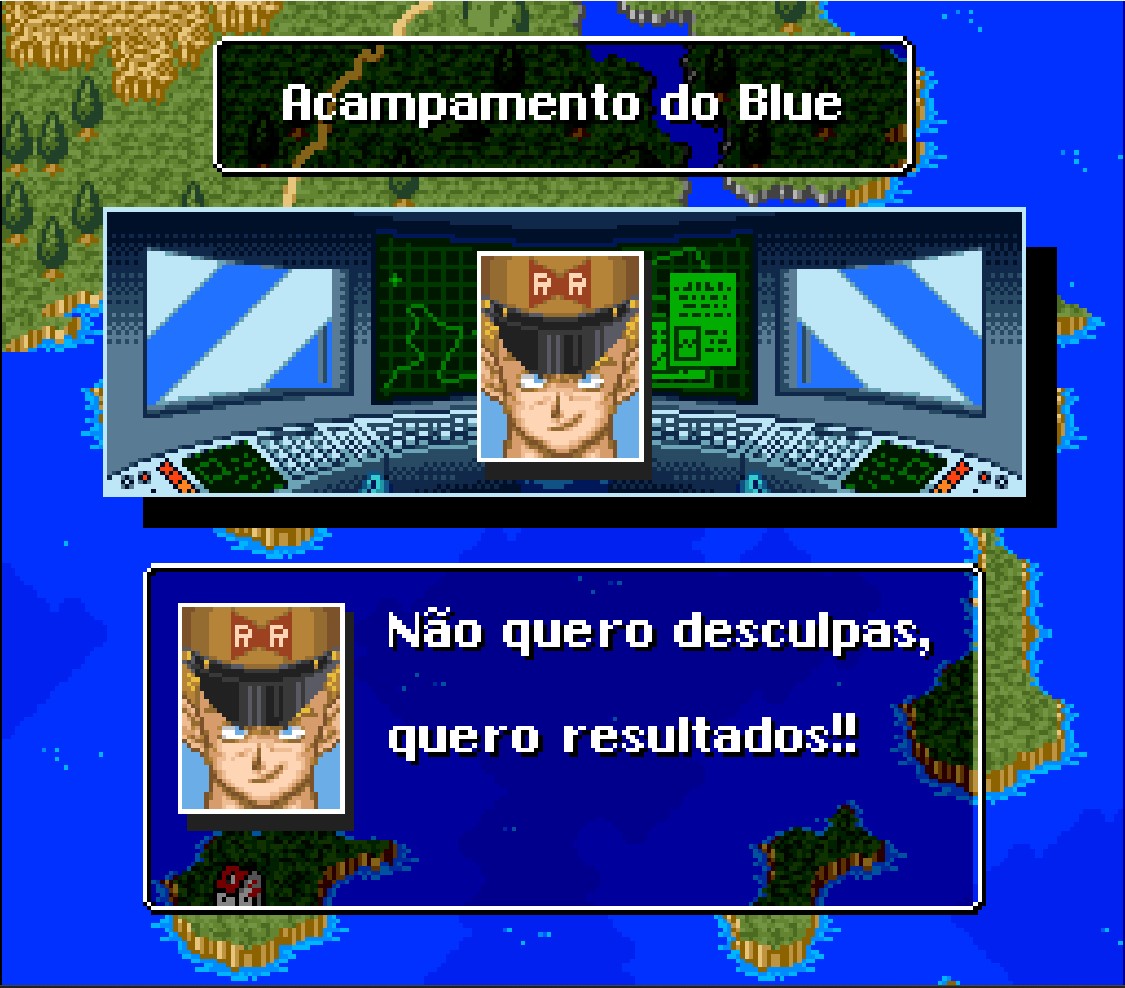 Acampamento do Blue
R R
Não quero desculpas,
quero resultados!!
R R